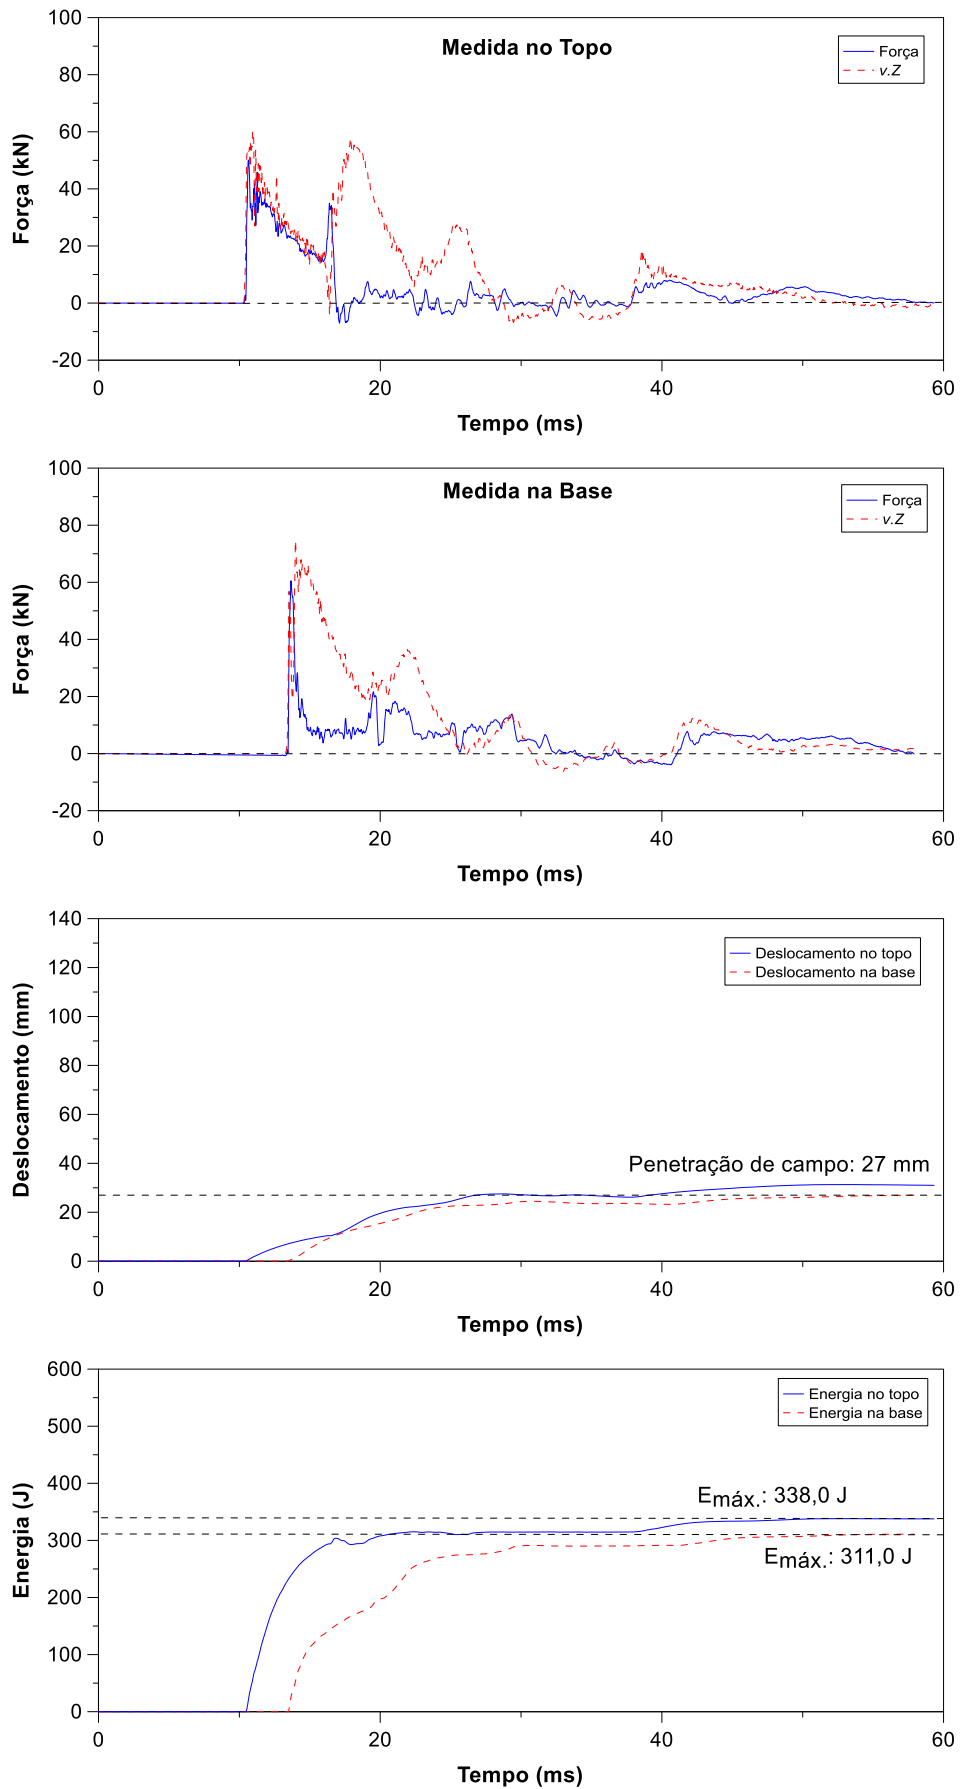 100
Medida no Topo
Força
v.Z
80
60
40
20
0
-20
Força (kN)
0 20 40 60
Tempo (ms)
100
Medida na Base
Força
v.Z
80
60
40
20
0
-20
Força (kN)
0 20 40 60
Tempo (ms)
140
Deslocamento no topo
Deslocamento na base
120
100
80
60
40
20
0
Deslocamento (mm)
Penetração de campo: 27 mm
0 20 40 60
Tempo (ms)
600
Energia no topo
Energia na base
500
400
300
200
100
0
Energia (J)
Emáx.: 338,0 J
Emáx.: 311,0 J
0 20 40 60
Tempo (ms)